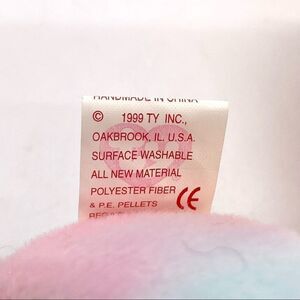 HANDMADE IN CHINA
© 1999 TY INC.,
OAKBROOK, IL. U.S.A.
SURFACE WASHABLE
ALL NEW MATERIAL
POLYESTER FIBER
& P.E. PELLETS CE